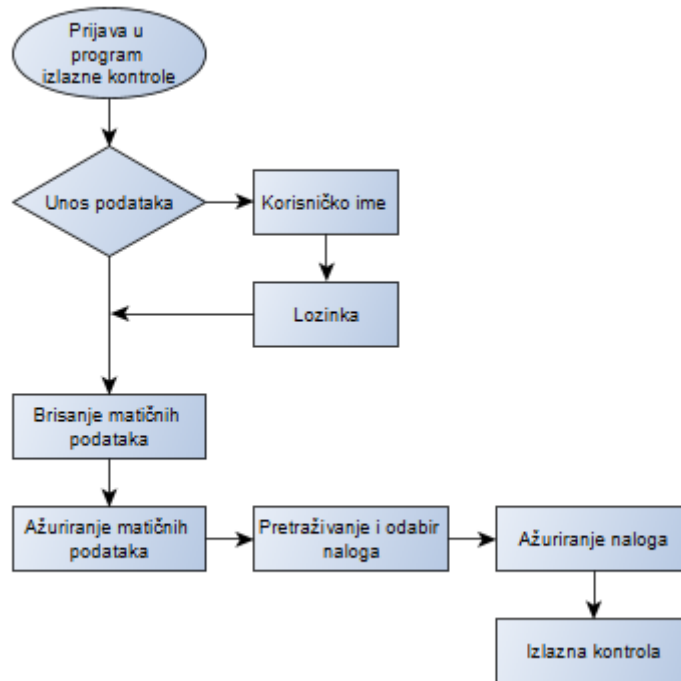 Prijava u
program
izlazne kontrole
Unos podataka
Korisničko ime
Lozinka
Brisanje matičnih
podataka
Ažuriranje matičnih
podataka
Pretraživanje i odabir
naloga
Ažuriranje naloga
Izlazna kontrola